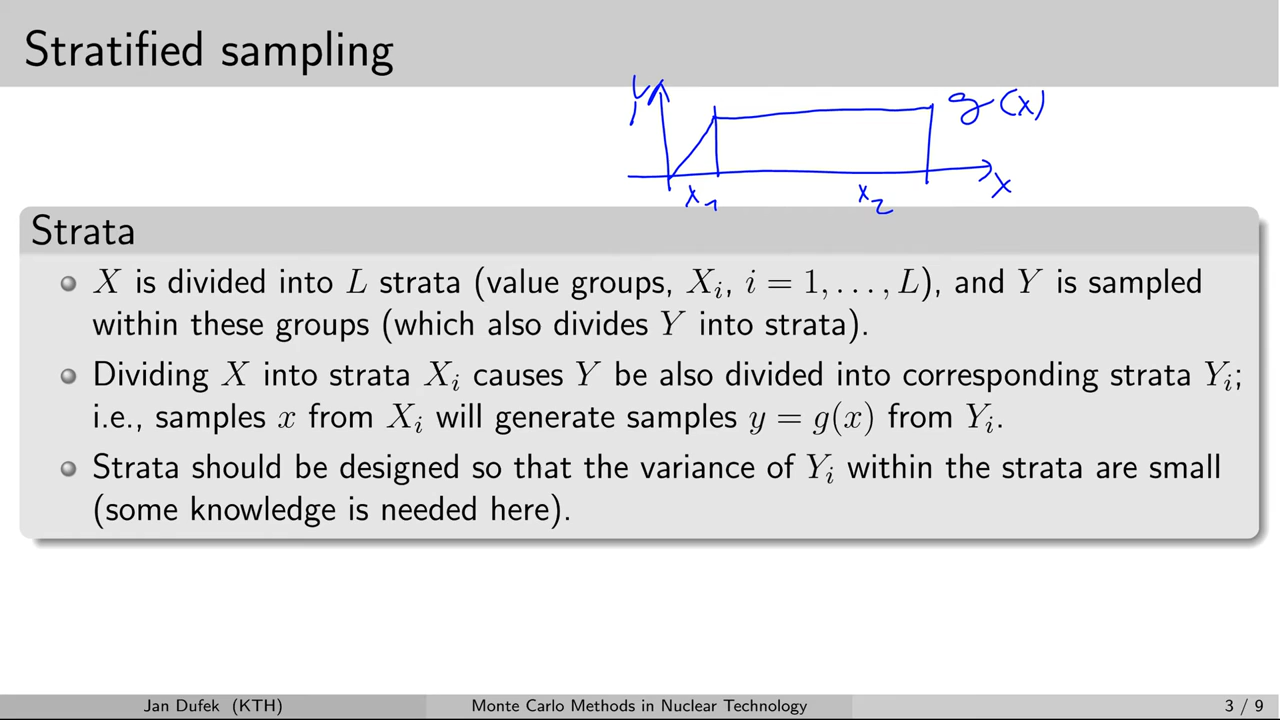 Stratified sampling
y
g(x)
x₁
x₂
x
Strata
X is divided into L strata (value groups, Xᵢ, i = 1, . . . , L), and Y is sampled
within these groups (which also divides Y into strata).
Dividing X into strata Xᵢ causes Y be also divided into corresponding strata Yᵢ;
i.e., samples x from Xᵢ will generate samples y = g(x) from Yᵢ.
Strata should be designed so that the variance of Yᵢ within the strata are small
(some knowledge is needed here).
Jan Dufek (KTH) Monte Carlo Methods in Nuclear Technology 3 / 9